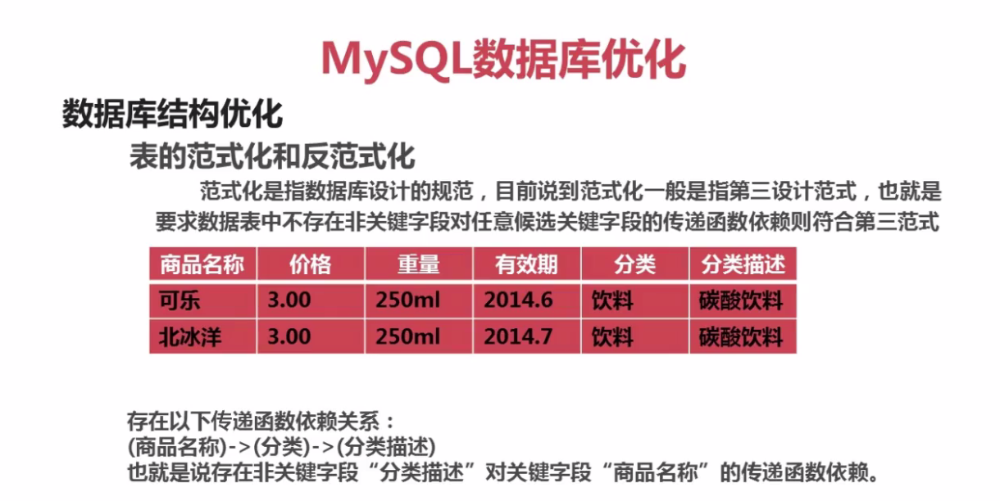 MySQL数据库优化
数据库结构优化
表的范式化和反范式化
范式化是指数据库设计的规范，目前说到范式化一般是指第三设计范式，也就是
要求数据表中不存在非关键字段对任意候选关键字段的传递函数依赖则符合第三范式
商品名称 价格 重量 有效期 分类 分类描述
可乐 3.00 250ml 2014.6 饮料 碳酸饮料
北冰洋 3.00 250ml 2014.7 饮料 碳酸饮料
存在以下传递函数依赖关系：
(商品名称)->(分类)->(分类描述)
也就是说存在非关键字段“分类描述”对关键字段“商品名称”的传递函数依赖。